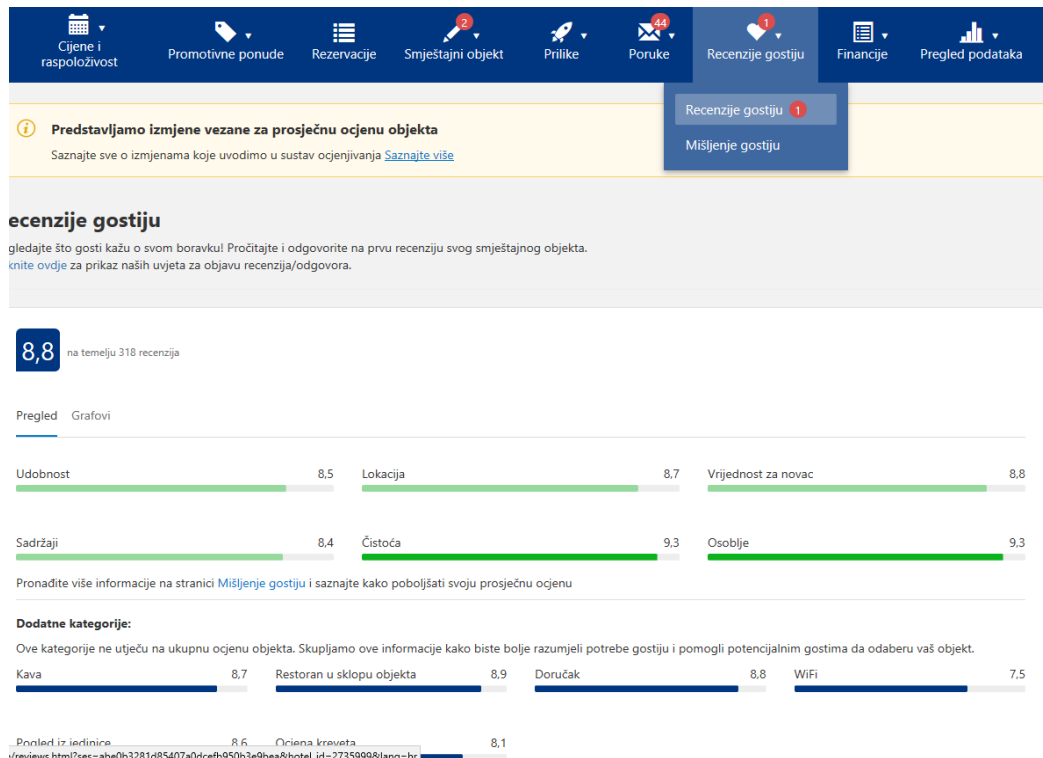 Cijene i
raspoloživost
Promotivne ponude
Rezervacije
2
Smještajni objekt
Prilike
44
Poruke
1
Recenzije gostiju
Financije
Pregled podataka
Recenzije gostiju 1
Mišljenje gostiju
Predstavljamo izmjene vezane za prosječnu ocjenu objekta
Saznajte sve o izmjenama koje uvodimo u sustav ocjenjivanja Saznajte više
ecenzije gostiju
gledajte što gosti kažu o svom boravku! Pročitajte i odgovorite na prvu recenziju svog smještajnog objekta.
knite ovdje za prikaz naših uvjeta za objavu recenzija/odgovora.
8,8 na temelju 318 recenzija
Pregled Grafovi
Udobnost 8,5 Lokacija 8,7 Vrijednost za novac 8,8
Sadržaji 8,4 Čistoća 9,3 Osoblje 9,3
Pronađite više informacije na stranici Mišljenje gostiju i saznajte kako poboljšati svoju prosječnu ocjenu
Dodatne kategorije:
Ove kategorije ne utječu na ukupnu ocjenu objekta. Skupljamo ove informacije kako biste bolje razumjeli potrebe gostiju i pomogli potencijalnim gostima da odaberu vaš objekt.
Kava 8,7 Restoran u sklopu objekta 8,9 Doručak 8,8 WiFi 7,5
Pogled iz jedinice 8,6 Ocjena kreveta 8,1